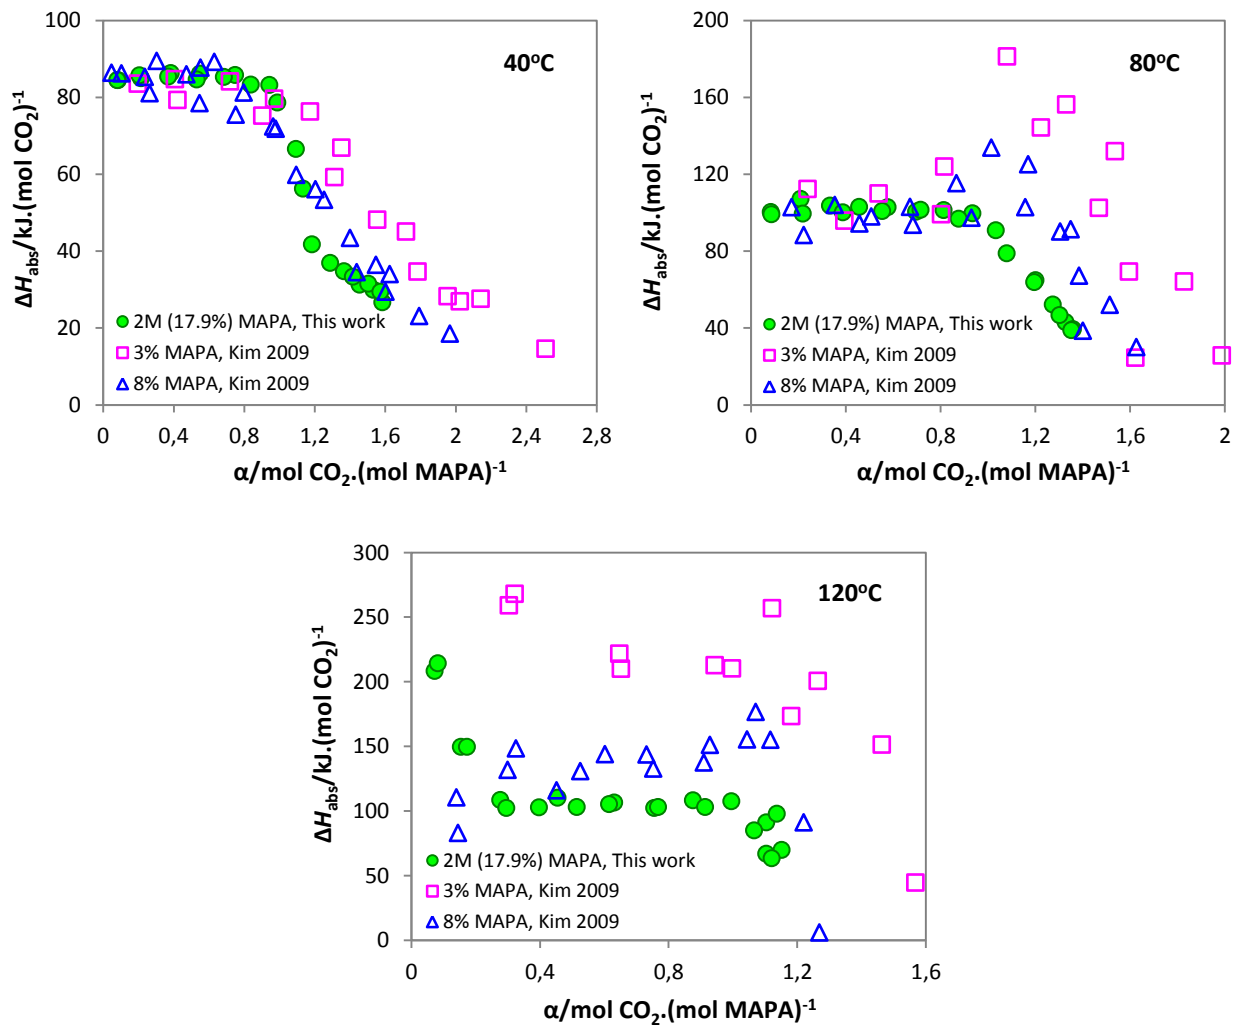 100
80
60
40
20
0
ΔH_abs/kJ.(mol CO₂)⁻¹
40ºC
2M (17.9%) MAPA, This work
3% MAPA, Kim 2009
8% MAPA, Kim 2009
0 0,4 0,8 1,2 1,6 2 2,4 2,8
α/mol CO₂.(mol MAPA)⁻¹
200
160
120
80
40
0
ΔH_abs/kJ.(mol CO₂)⁻¹
80ºC
2M (17.9%) MAPA, This work
3% MAPA, Kim 2009
8% MAPA, Kim 2009
0 0,4 0,8 1,2 1,6 2
α/mol CO₂.(mol MAPA)⁻¹
300
250
200
150
100
50
0
ΔH_abs/kJ.(mol CO₂)⁻¹
120ºC
2M (17.9%) MAPA, This work
3% MAPA, Kim 2009
8% MAPA, Kim 2009
0 0,4 0,8 1,2 1,6
α/mol CO₂.(mol MAPA)⁻¹